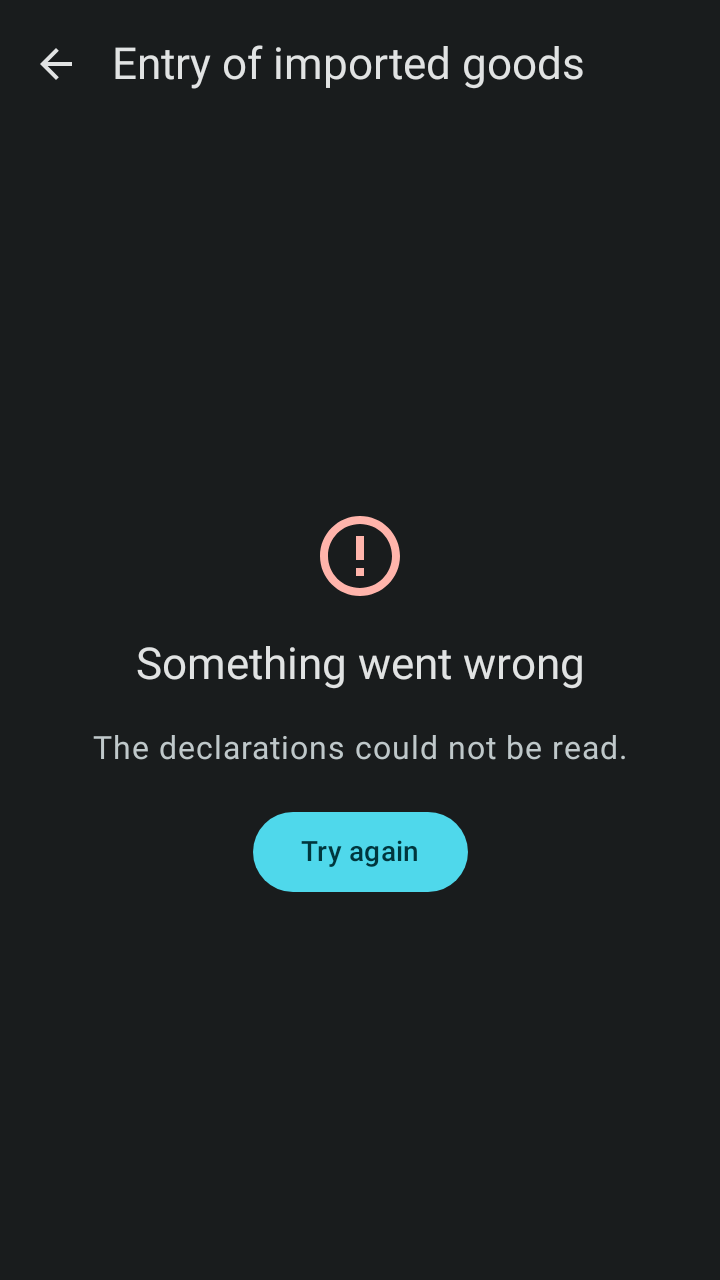 Entry of imported goods
Something went wrong
The declarations could not be read.
Try again